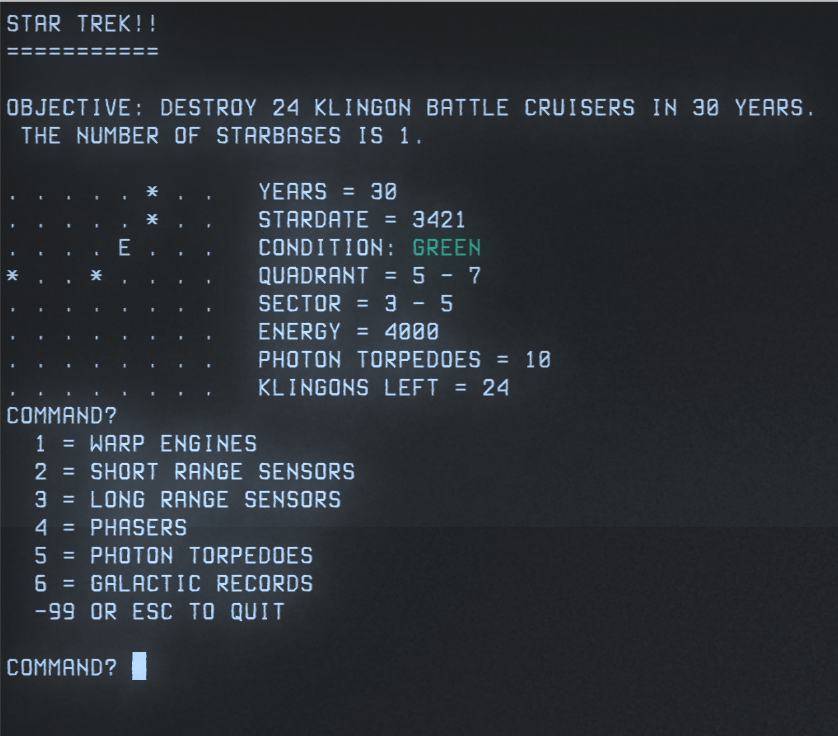 STAR TREK!!
===========
OBJECTIVE: DESTROY 24 KLINGON BATTLE CRUISERS IN 30 YEARS.
THE NUMBER OF STARBASES IS 1.
. . . . . * . .   YEARS = 30
. . . . . * . .   STARDATE = 3421
. . . . E . . .   CONDITION: GREEN
* . . * . . . .   QUADRANT = 5 - 7
. . . . . . . .   SECTOR = 3 - 5
. . . . . . . .   ENERGY = 4000
. . . . . . . .   PHOTON TORPEDOES = 10
. . . . . . . .   KLINGONS LEFT = 24
COMMAND?
1 = WARP ENGINES
2 = SHORT RANGE SENSORS
3 = LONG RANGE SENSORS
4 = PHASERS
5 = PHOTON TORPEDOES
6 = GALACTIC RECORDS
-99 OR ESC TO QUIT
COMMAND?